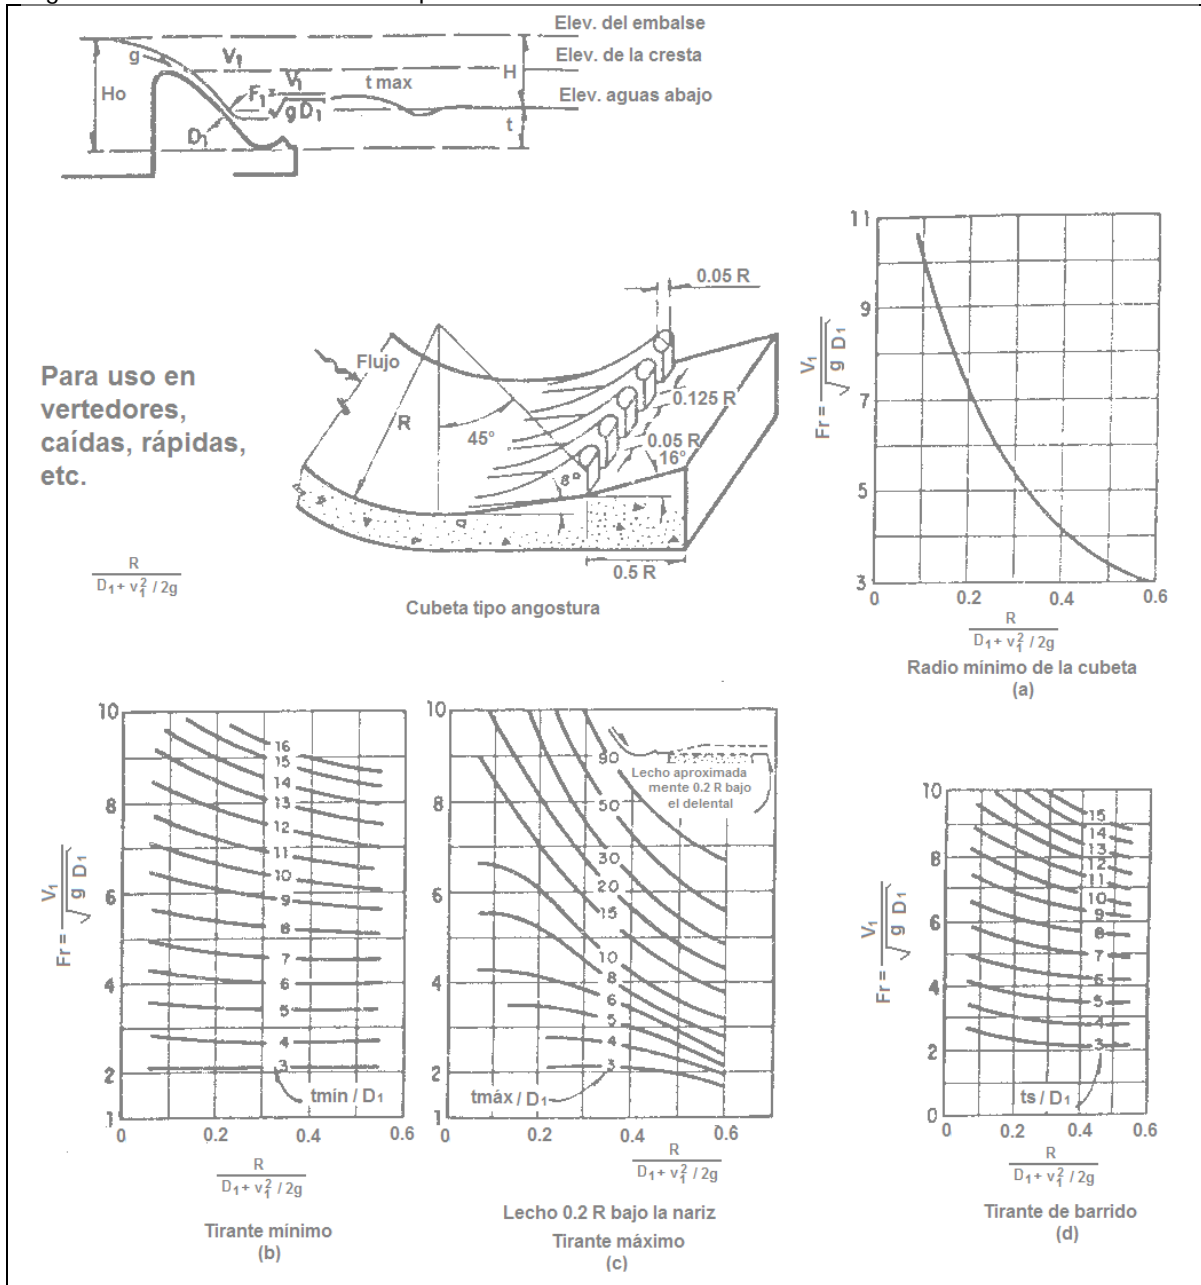 Elev. del embalse
g
V1
Elev. de la cresta
H
Ho
F1 = V1 / √g D1
t max
Elev. aguas abajo
D1
t
Para uso en
vertedores,
caídas, rápidas,
etc.
Flujo
R
45°
8°
0.05 R
0.125 R
0.05 R
16°
0.5 R
R
D1 + v1² / 2g
Cubeta tipo angostura
11
9
7
5
3
Fr = V1 / √g D1
0 0.2 0.4 0.6
R
D1 + v1² / 2g
Radio mínimo de la cubeta
(a)
10
8
6
4
2
1
Fr = V1 / √g D1
16
15
14
13
12
11
10
9
8
7
6
5
4
3
tmín / D1
0 0.2 0.4 0.6
R
D1 + v1² / 2g
Tirante mínimo
(b)
10
8
6
4
2
1
90
50
30
20
15
10
8
6
5
4
3
Lecho aproximada
mente 0.2 R bajo
el delental
tmáx / D1
0 0.2 0.4 0.6
R
D1 + v1² / 2g
Lecho 0.2 R bajo la nariz
Tirante máximo
(c)
10
8
6
4
2
0
Fr = V1 / √g D1
15
14
13
12
11
10
9
8
7
6
5
4
3
ts / D1
0 0.2 0.4 0.6
R
D1 + v1² / 2g
Tirante de barrido
(d)